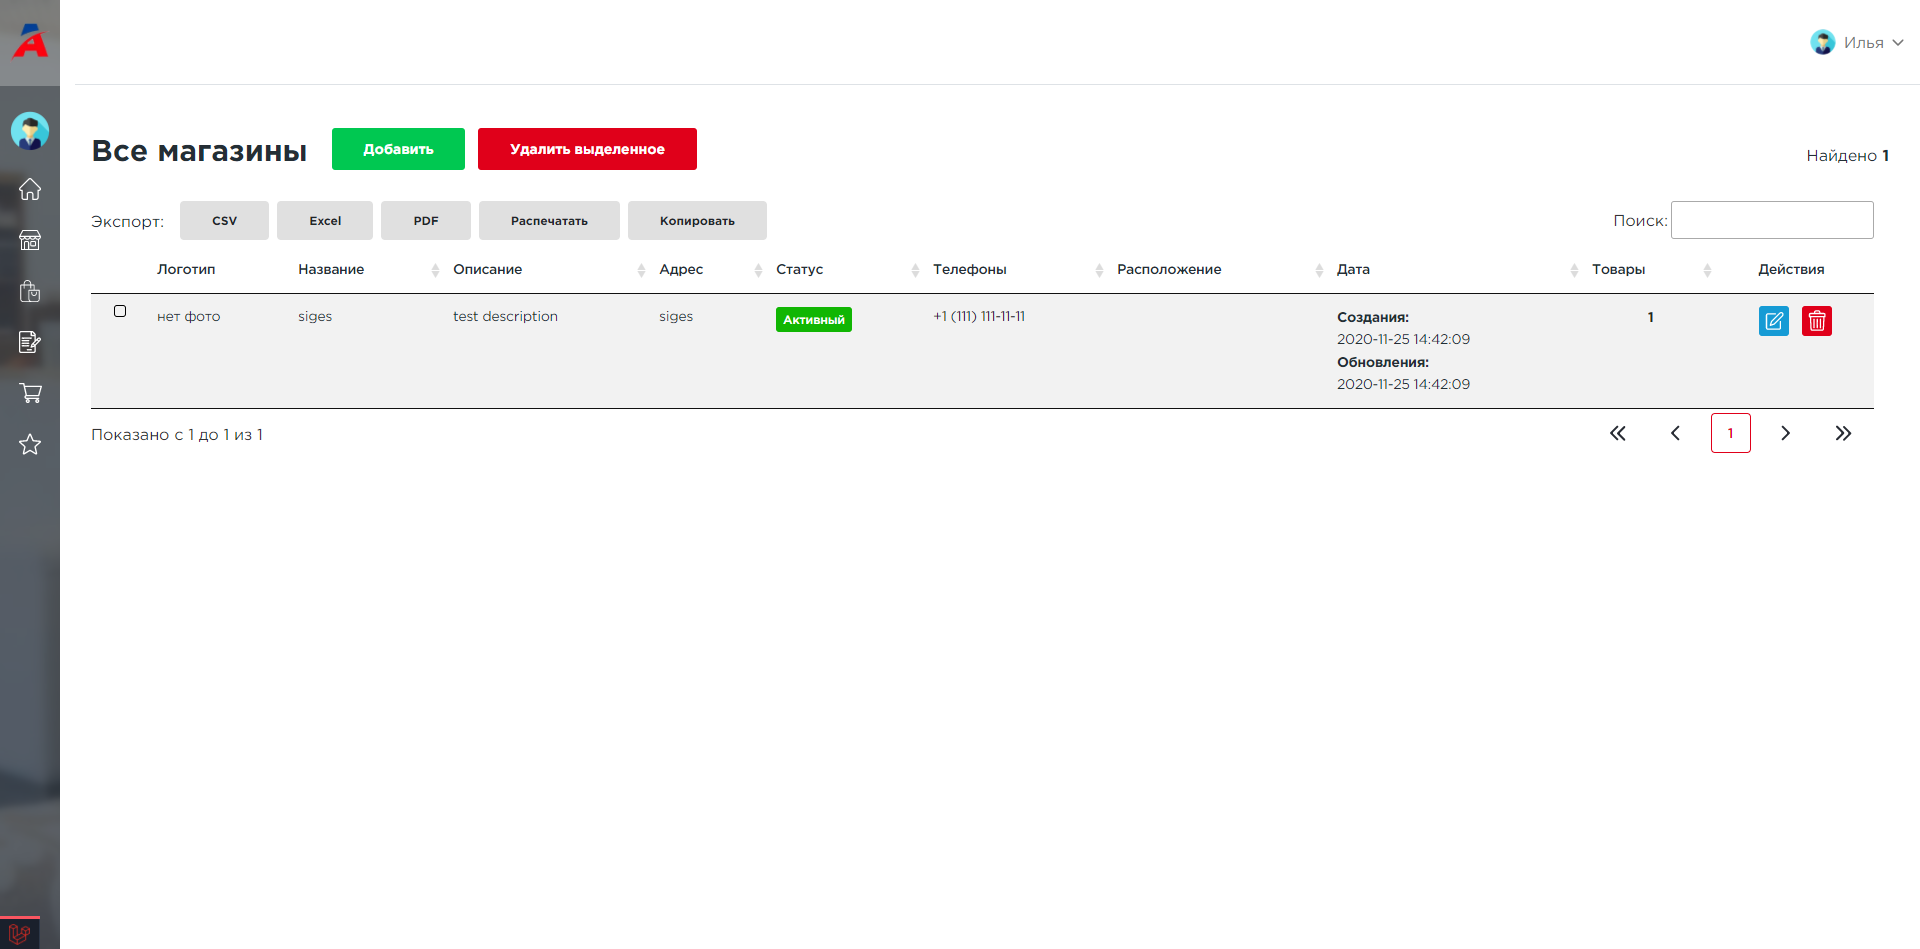 Илья
Все магазины Добавить Удалить выделенное
Найдено 1
Экспорт: CSV Excel PDF Распечатать Копировать
Поиск:
Логотип Название Описание Адрес Статус Телефоны Расположение Дата Товары Действия
нет фото siges test description siges Активный +1 (111) 111-11-11 Создания: 1
2020-11-25 14:42:09
Обновления:
2020-11-25 14:42:09
Показано с 1 до 1 из 1
1